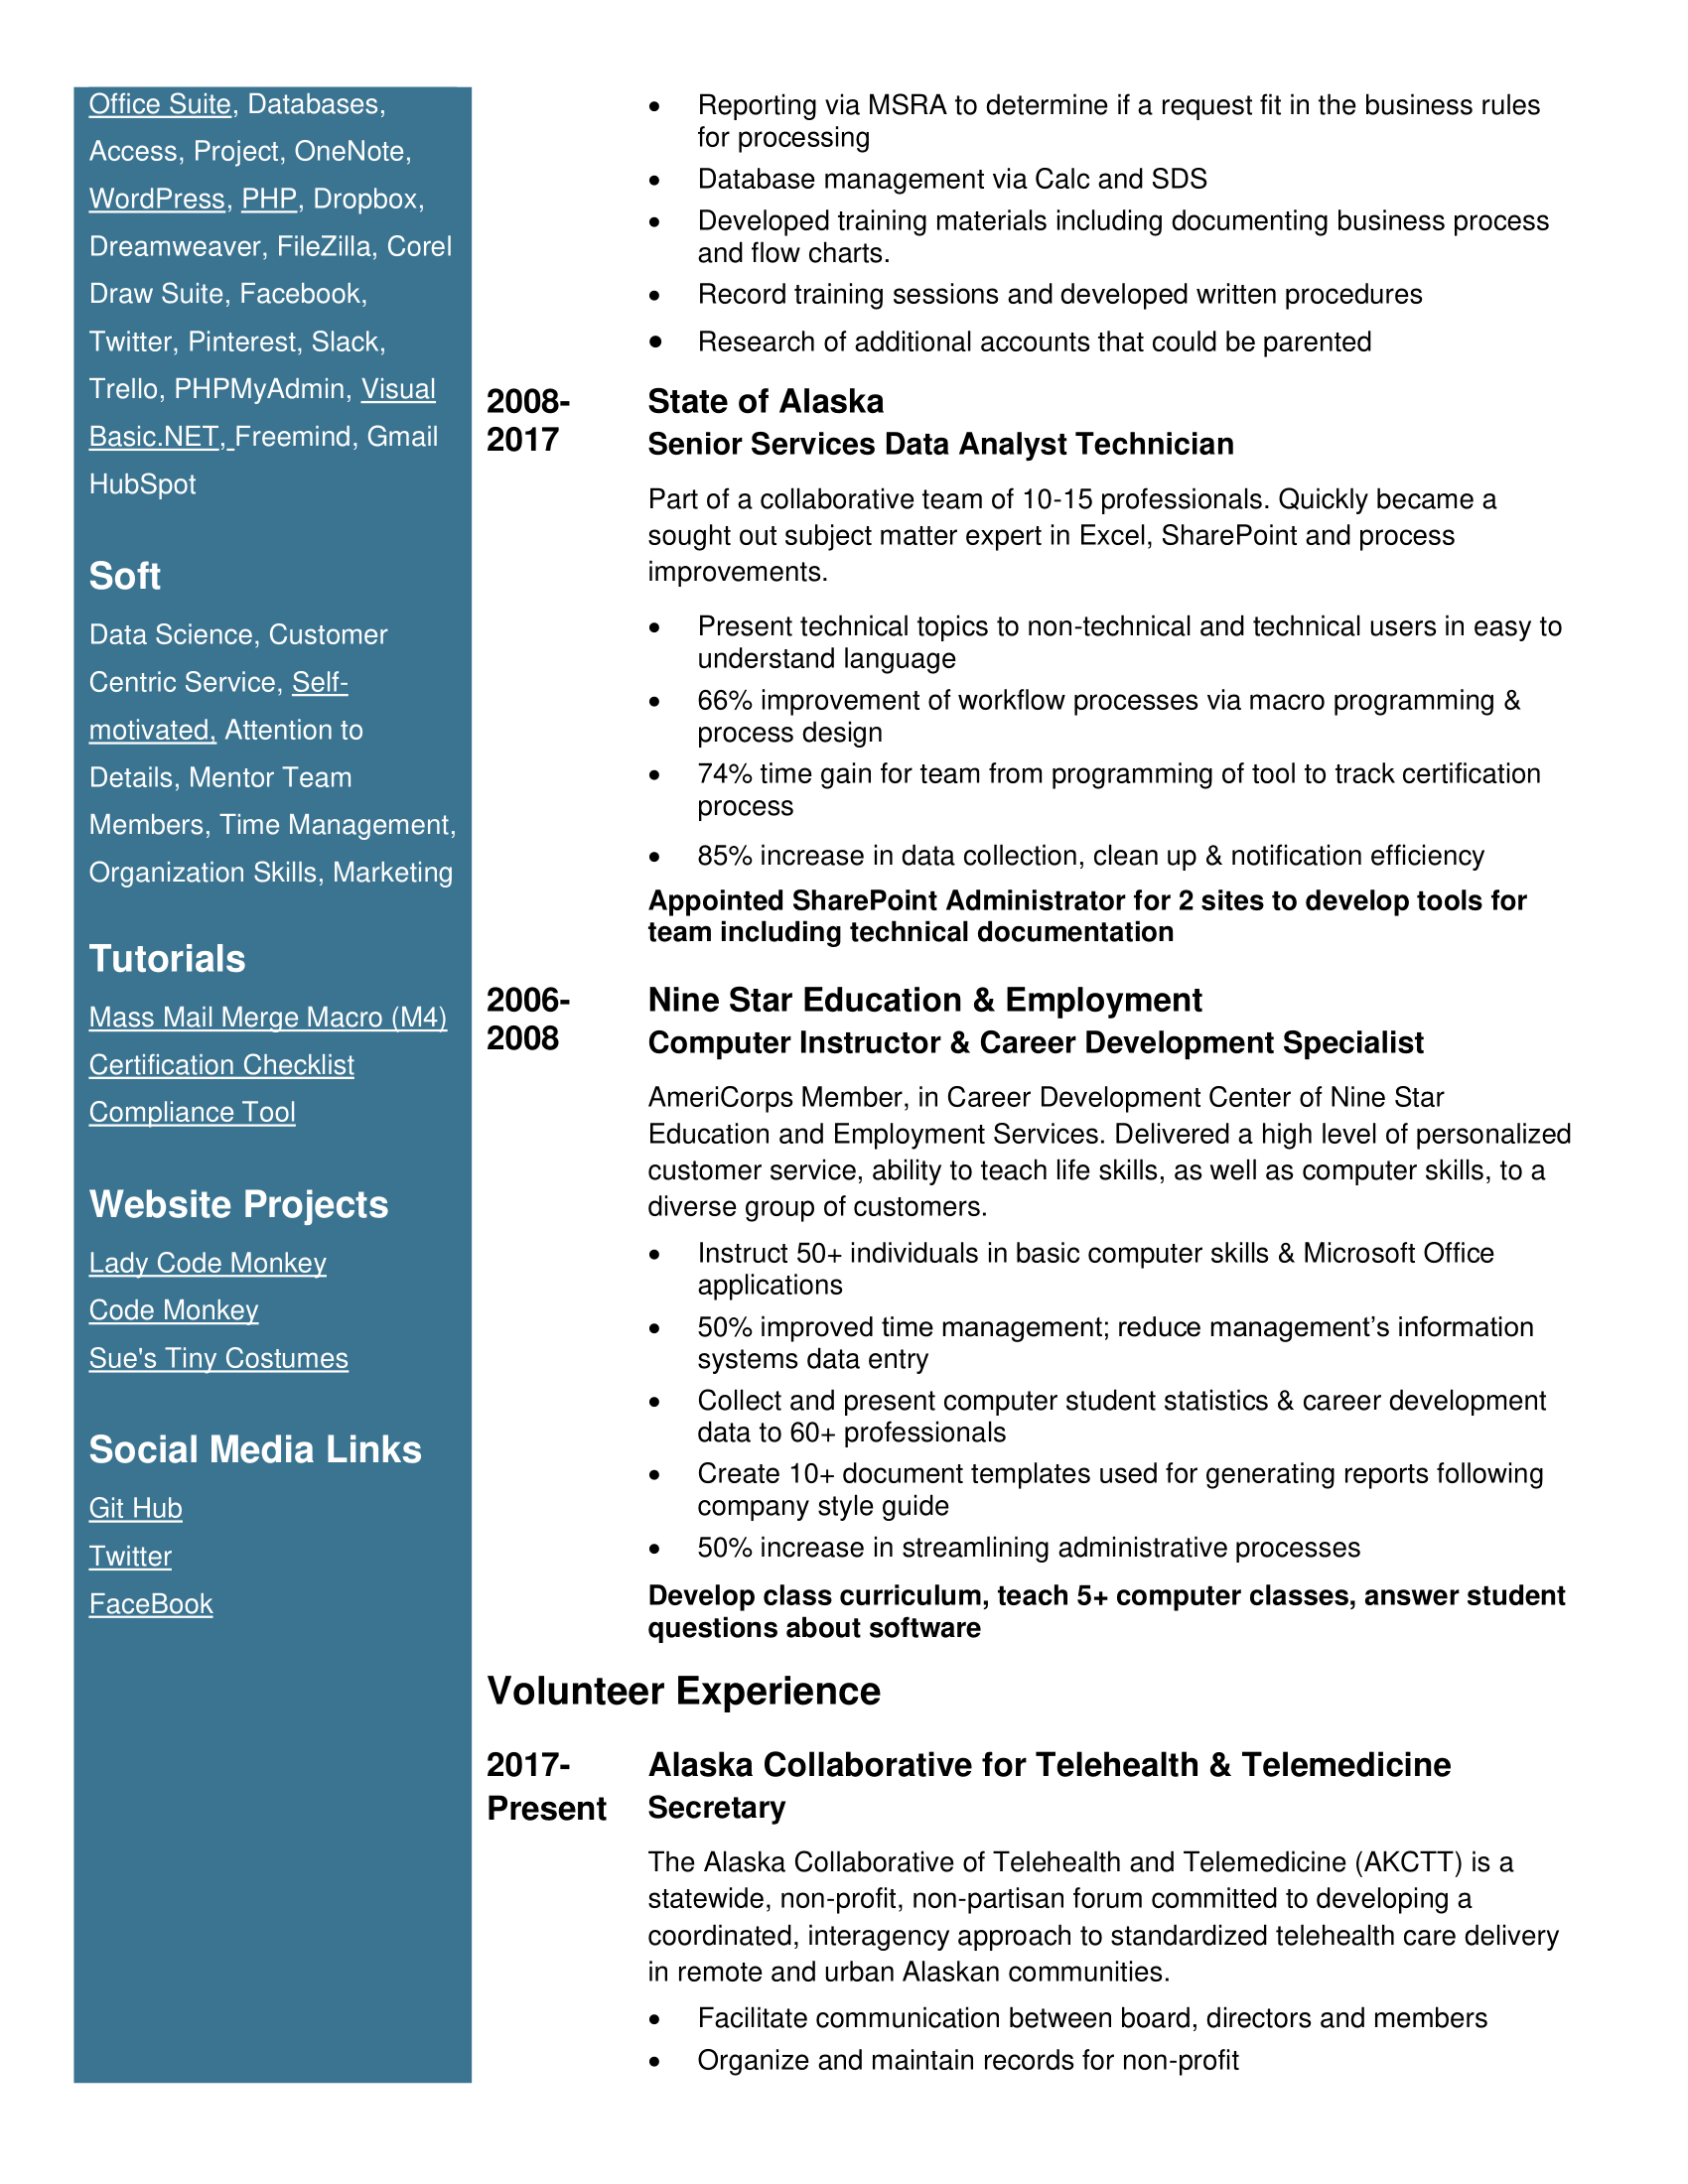 Office Suite, Databases,
Access, Project, OneNote,
WordPress, PHP, Dropbox,
Dreamweaver, FileZilla, Corel
Draw Suite, Facebook,
Twitter, Pinterest, Slack,
Trello, PHPMyAdmin, Visual
Basic.NET, Freemind, Gmail
HubSpot
Soft
Data Science, Customer
Centric Service, Self-
motivated, Attention to
Details, Mentor Team
Members, Time Management,
Organization Skills, Marketing
Tutorials
Mass Mail Merge Macro (M4)
Certification Checklist
Compliance Tool
Website Projects
Lady Code Monkey
Code Monkey
Sue's Tiny Costumes
Social Media Links
Git Hub
Twitter
FaceBook
• Reporting via MSRA to determine if a request fit in the business rules
for processing
• Database management via Calc and SDS
• Developed training materials including documenting business process
and flow charts.
• Record training sessions and developed written procedures
• Research of additional accounts that could be parented
2008-
2017
State of Alaska
Senior Services Data Analyst Technician
Part of a collaborative team of 10-15 professionals. Quickly became a
sought out subject matter expert in Excel, SharePoint and process
improvements.
• Present technical topics to non-technical and technical users in easy to
understand language
• 66% improvement of workflow processes via macro programming &
process design
• 74% time gain for team from programming of tool to track certification
process
• 85% increase in data collection, clean up & notification efficiency
Appointed SharePoint Administrator for 2 sites to develop tools for
team including technical documentation
2006-
2008
Nine Star Education & Employment
Computer Instructor & Career Development Specialist
AmeriCorps Member, in Career Development Center of Nine Star
Education and Employment Services. Delivered a high level of personalized
customer service, ability to teach life skills, as well as computer skills, to a
diverse group of customers.
• Instruct 50+ individuals in basic computer skills & Microsoft Office
applications
• 50% improved time management; reduce management’s information
systems data entry
• Collect and present computer student statistics & career development
data to 60+ professionals
• Create 10+ document templates used for generating reports following
company style guide
• 50% increase in streamlining administrative processes
Develop class curriculum, teach 5+ computer classes, answer student
questions about software
Volunteer Experience
2017-
Present
Alaska Collaborative for Telehealth & Telemedicine
Secretary
The Alaska Collaborative of Telehealth and Telemedicine (AKCTT) is a
statewide, non-profit, non-partisan forum committed to developing a
coordinated, interagency approach to standardized telehealth care delivery
in remote and urban Alaskan communities.
• Facilitate communication between board, directors and members
• Organize and maintain records for non-profit